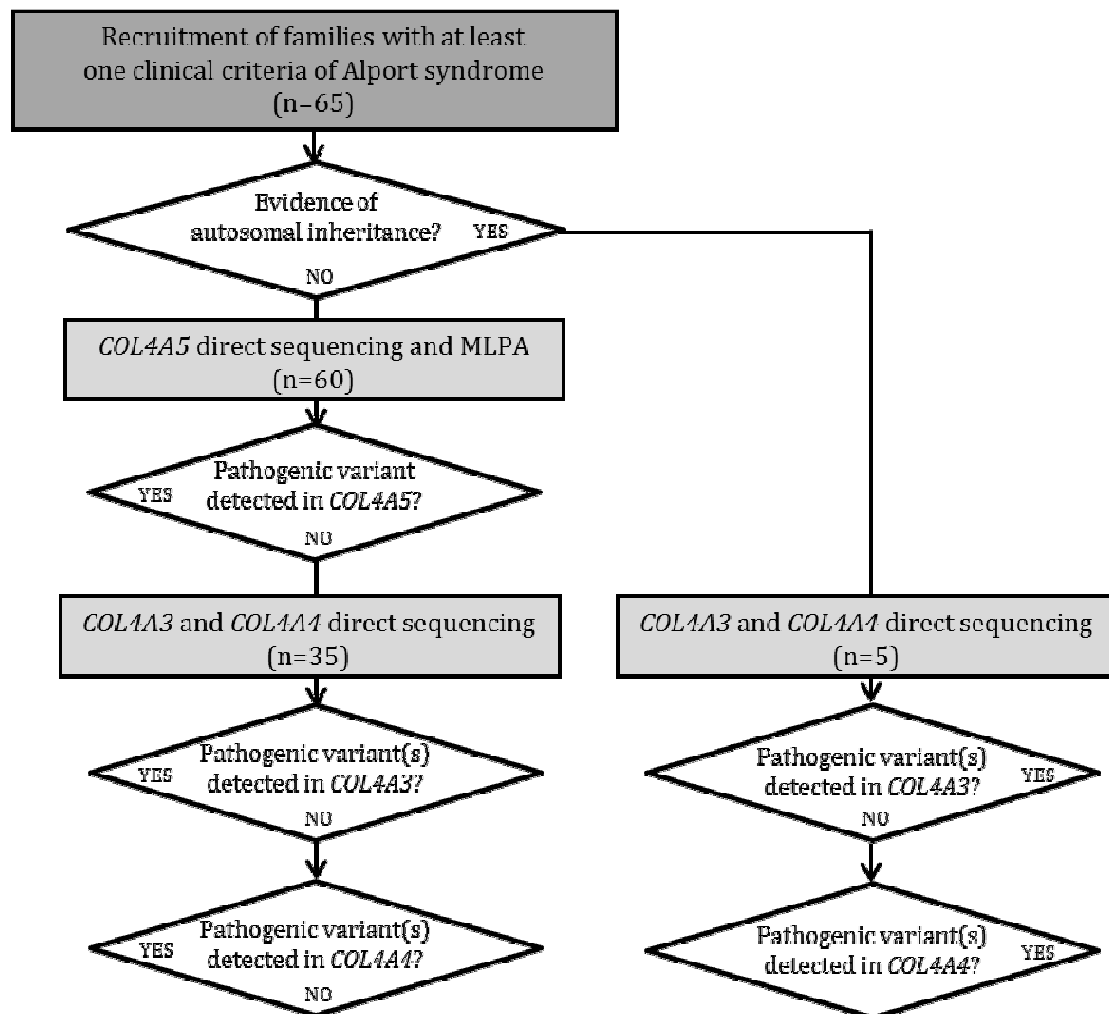 Recruitment of families with at least
one clinical criteria of Alport syndrome
(n=65)
Evidence of
autosomal inheritance? YES
NO
COL4A5 direct sequencing and MLPA
(n=60)
Pathogenic variant
YES detected in COL4A5?
NO
COL4A3 and COL4A4 direct sequencing
(n=35)
COL4A3 and COL4A4 direct sequencing
(n=5)
Pathogenic variant(s)
YES detected in COL4A3?
NO
Pathogenic variant(s)
detected in COL4A3? YES
NO
Pathogenic variant(s)
YES detected in COL4A4?
NO
Pathogenic variant(s)
detected in COL4A4? YES